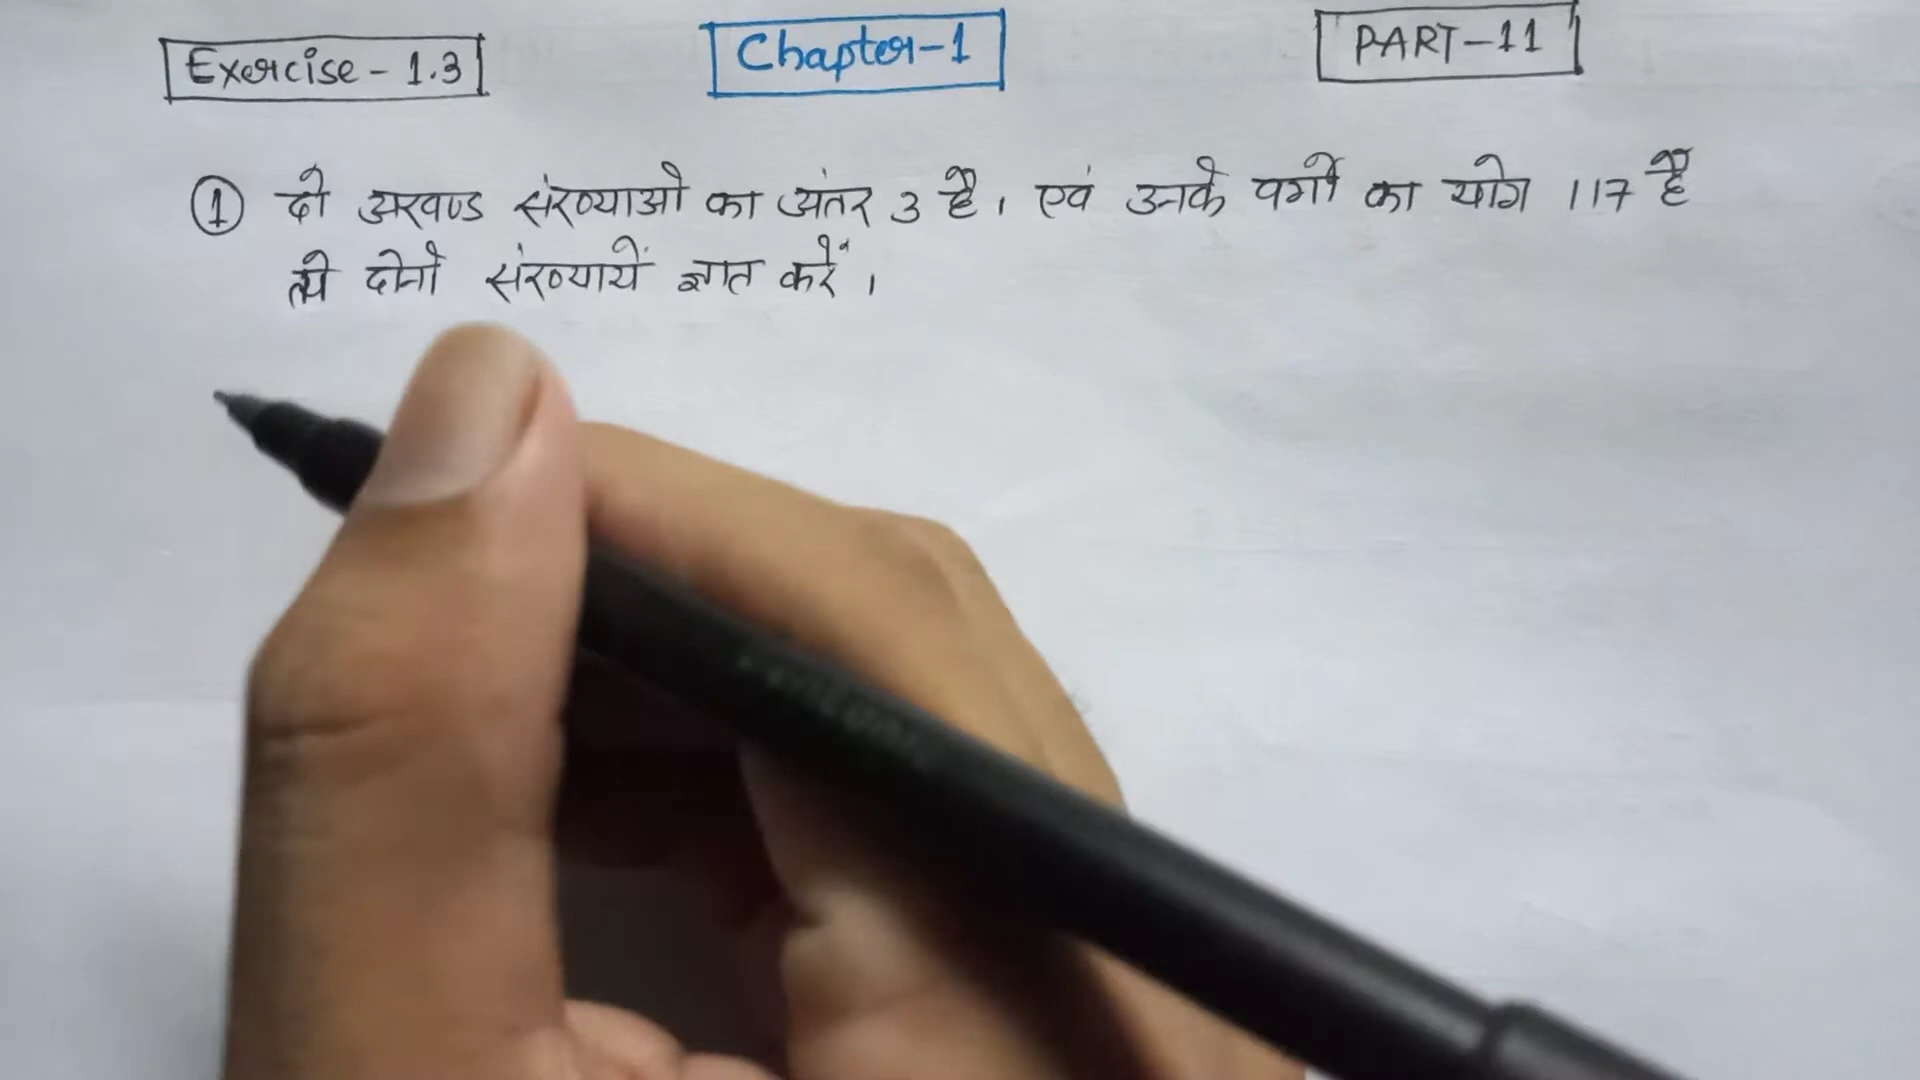 Exercise - 1.3
Chapter-1
PART-11
① दो अखण्ड संख्याओ का अंतर 3 है। एवं उनके वर्गो का योग 117 है
तो दोनो संख्यायें ज्ञात करें।